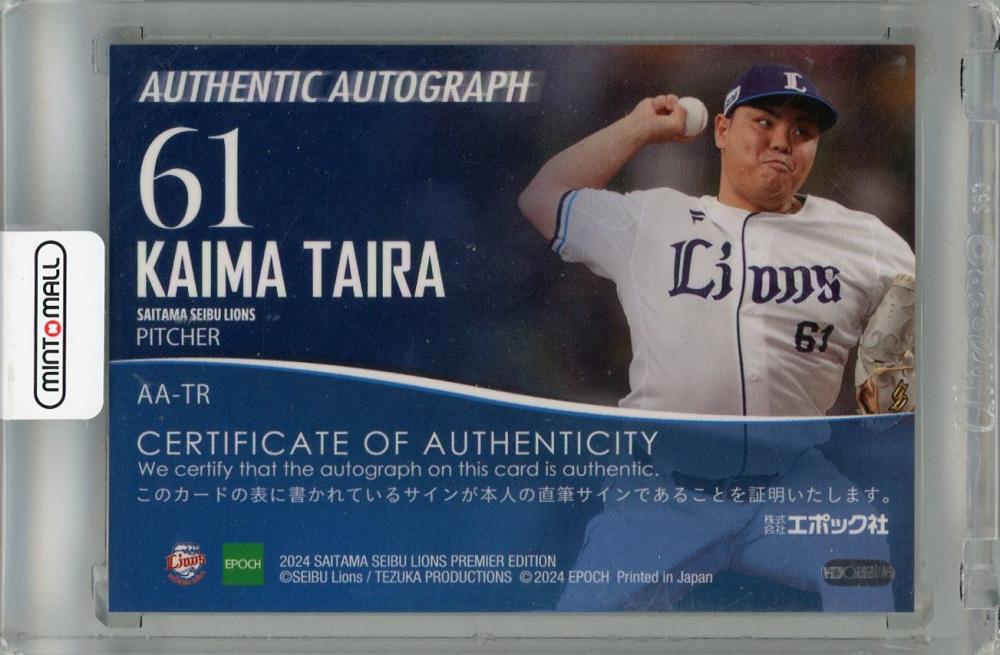 AUTHENTIC AUTOGRAPH
61
KAIMA TAIRA
SAITAMA SEIBU LIONS
PITCHER
L
Lions
61
MINT MALL
AA-TR
CERTIFICATE OF AUTHENTICITY
We certify that the autograph on this card is authentic.
このカードの表に書かれているサインが本人の直筆サインであることを証明いたします。
株式会社エポック社
Lions
EPOCH
2024 SAITAMA SEIBU LIONS PREMIER EDITION
©SEIBU Lions / TEZUKA PRODUCTIONS ©2024 EPOCH Printed in Japan